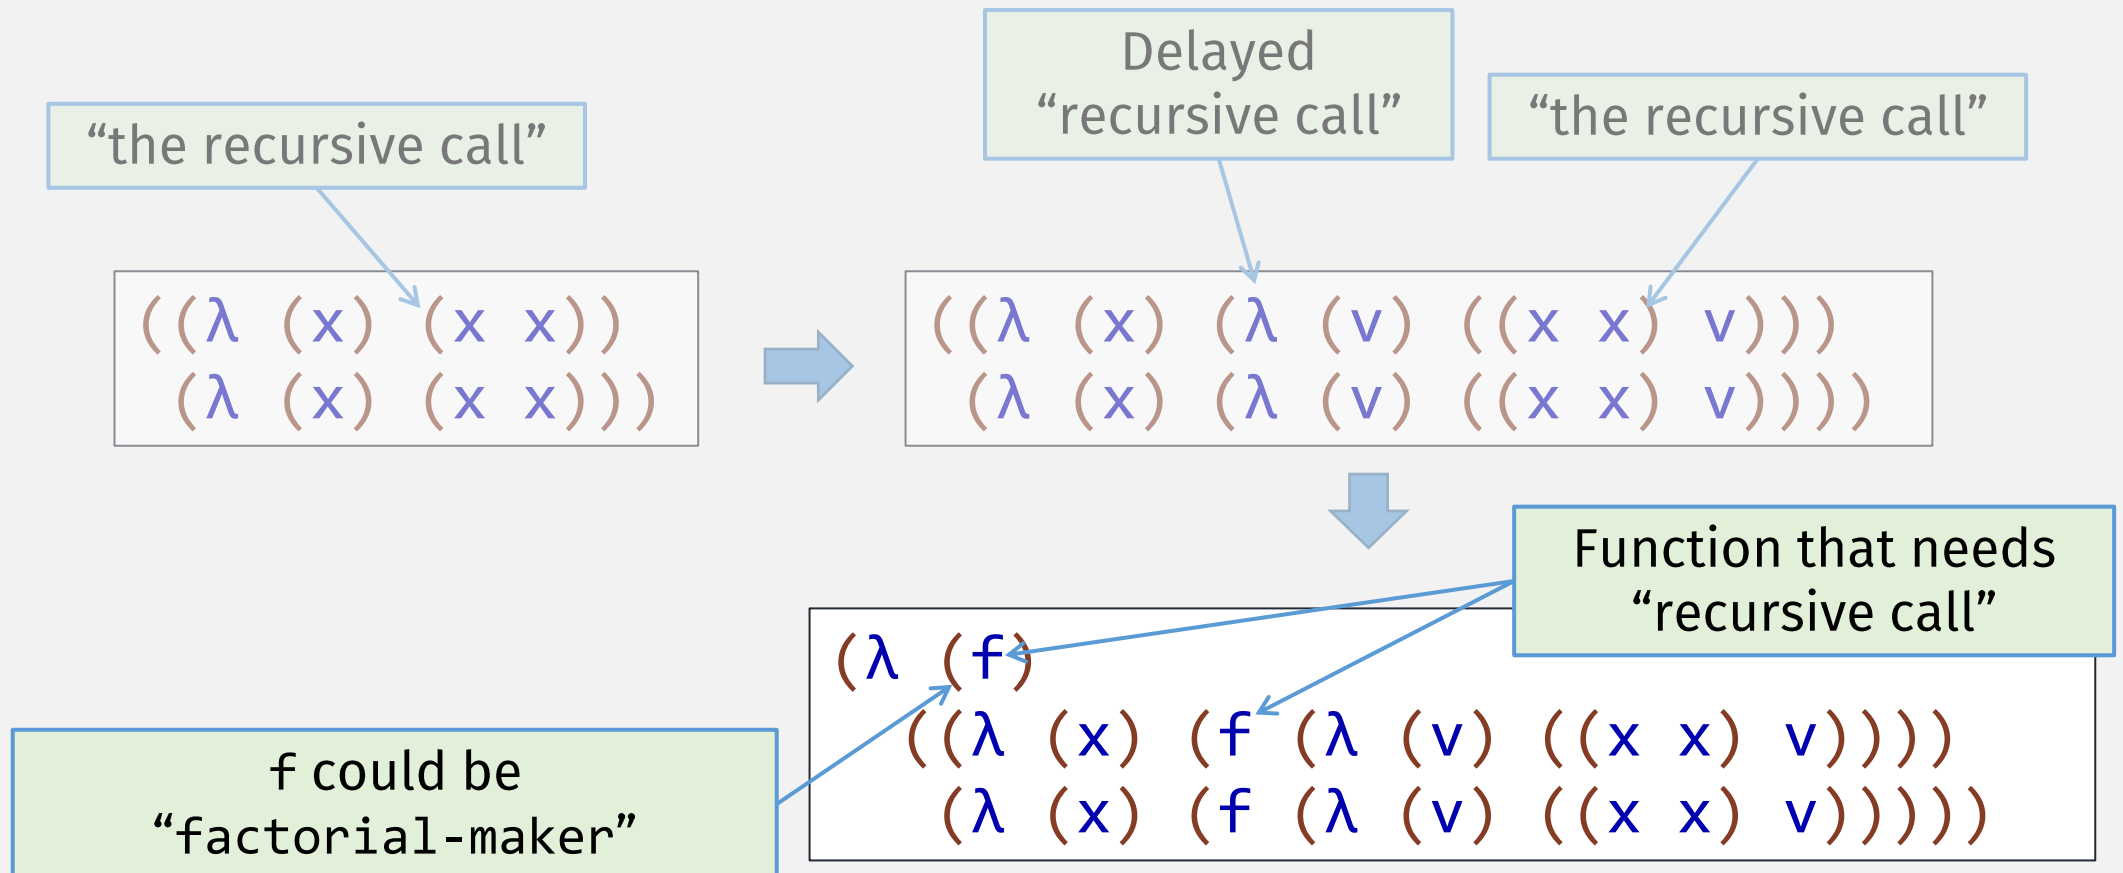 Delayed
“recursive call”
“the recursive call”
“the recursive call”
((λ (x) (x x))
(λ (x) (x x)))
((λ (x) (λ (v) ((x x) v)))
(λ (x) (λ (v) ((x x) v))))
Function that needs
“recursive call”
(λ (f)
((λ (x) (f (λ (v) ((x x) v))))
(λ (x) (f (λ (v) ((x x) v)))))
f could be
“factorial-maker”